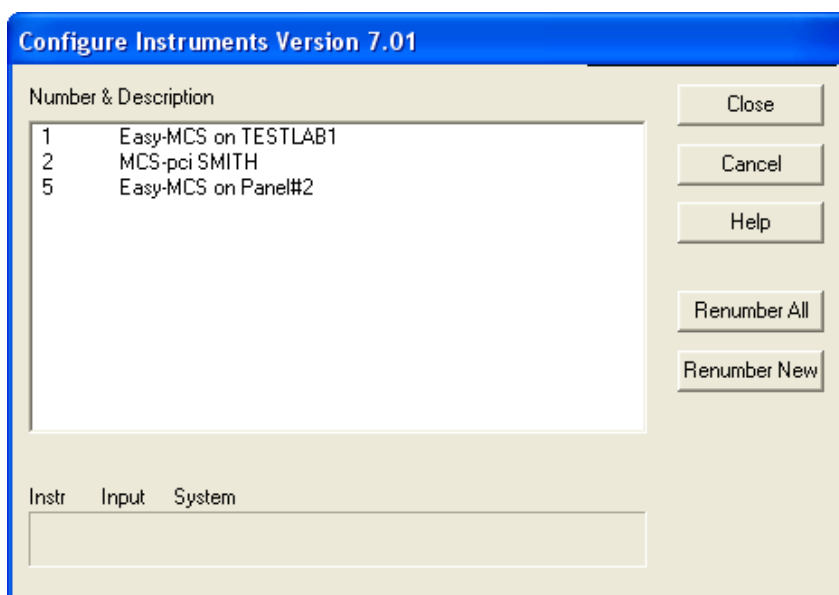 Configure Instruments Version 7.01
Number & Description
1 Easy-MCS on TESTLAB1
2 MCS-pci SMITH
5 Easy-MCS on Panel#2
Close
Cancel
Help
Renumber All
Renumber New
Instr Input System